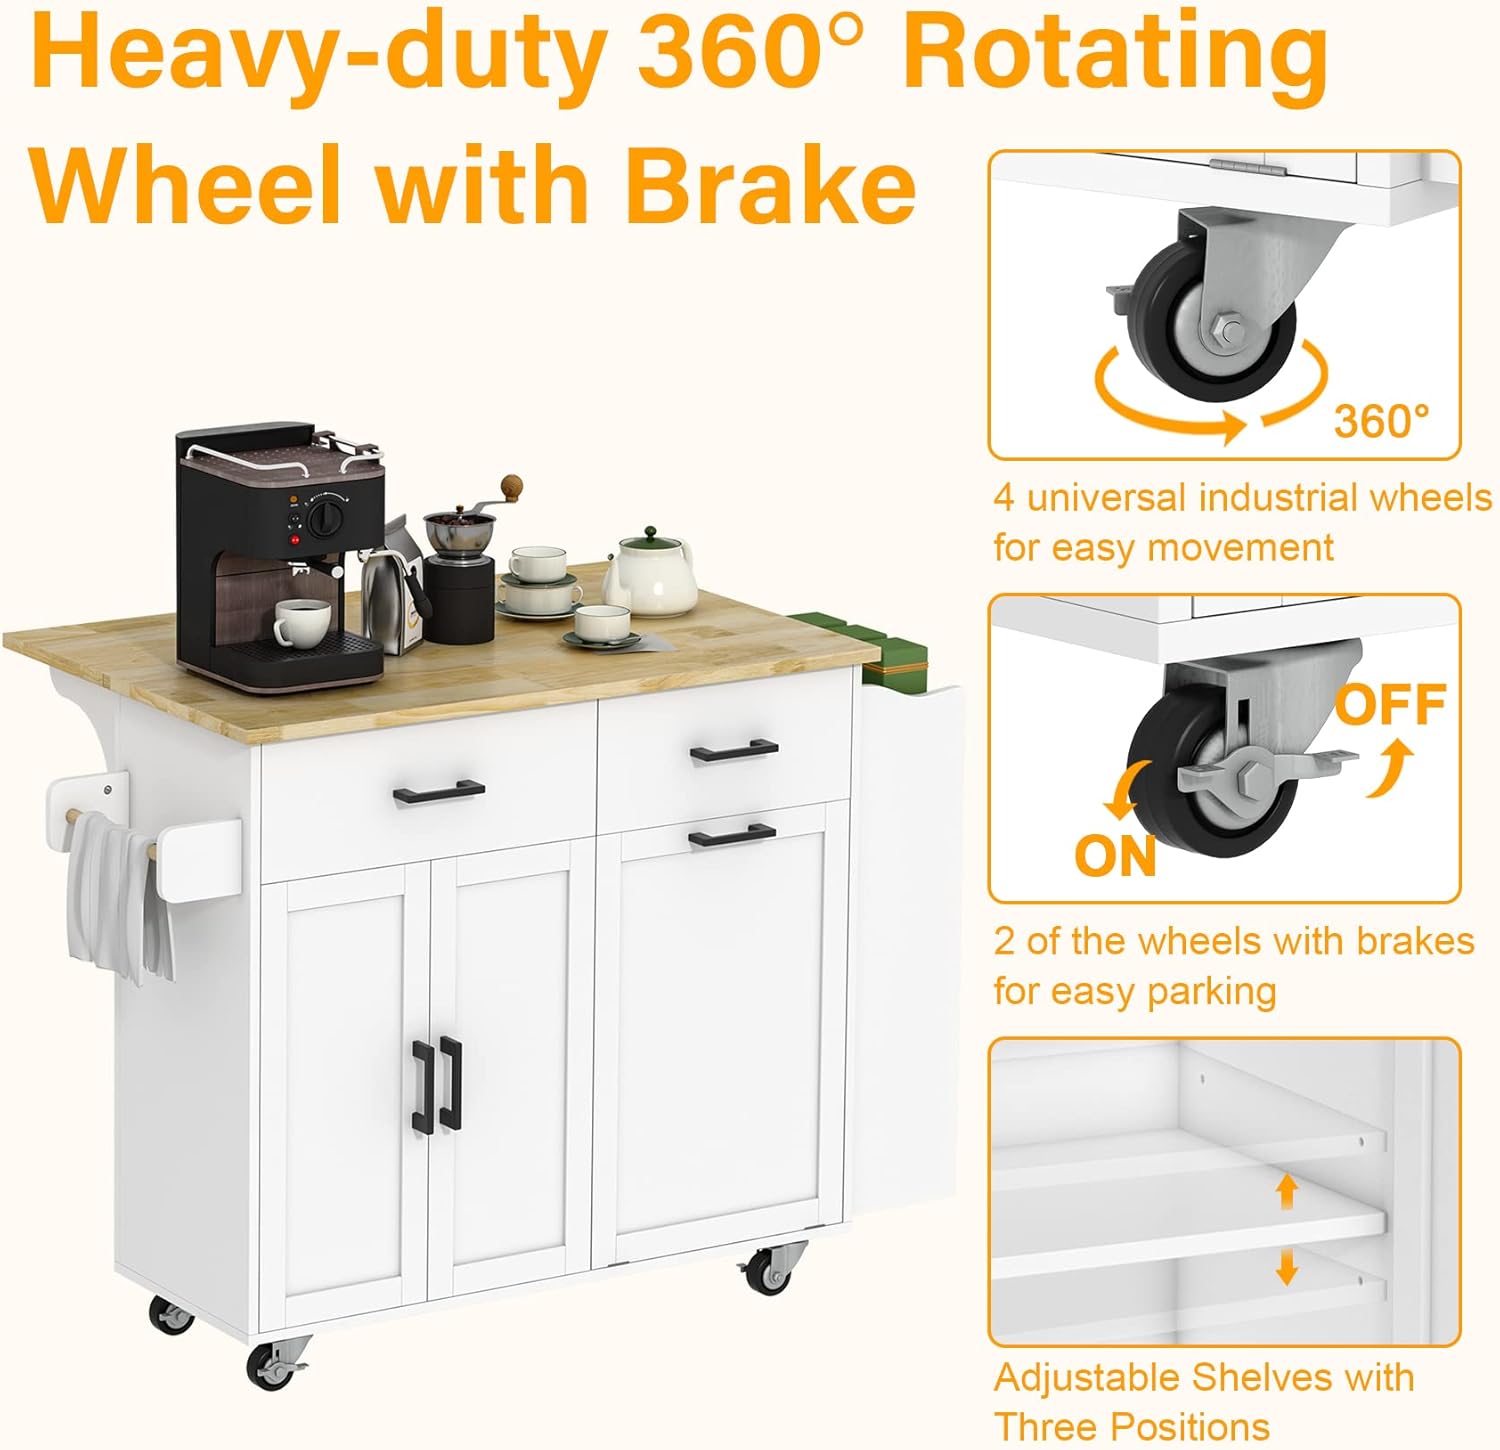 Heavy-duty 360° Rotating
Wheel with Brake
360°
4 universal industrial wheels
for easy movement
OFF
ON
2 of the wheels with brakes
for easy parking
Adjustable Shelves with
Three Positions